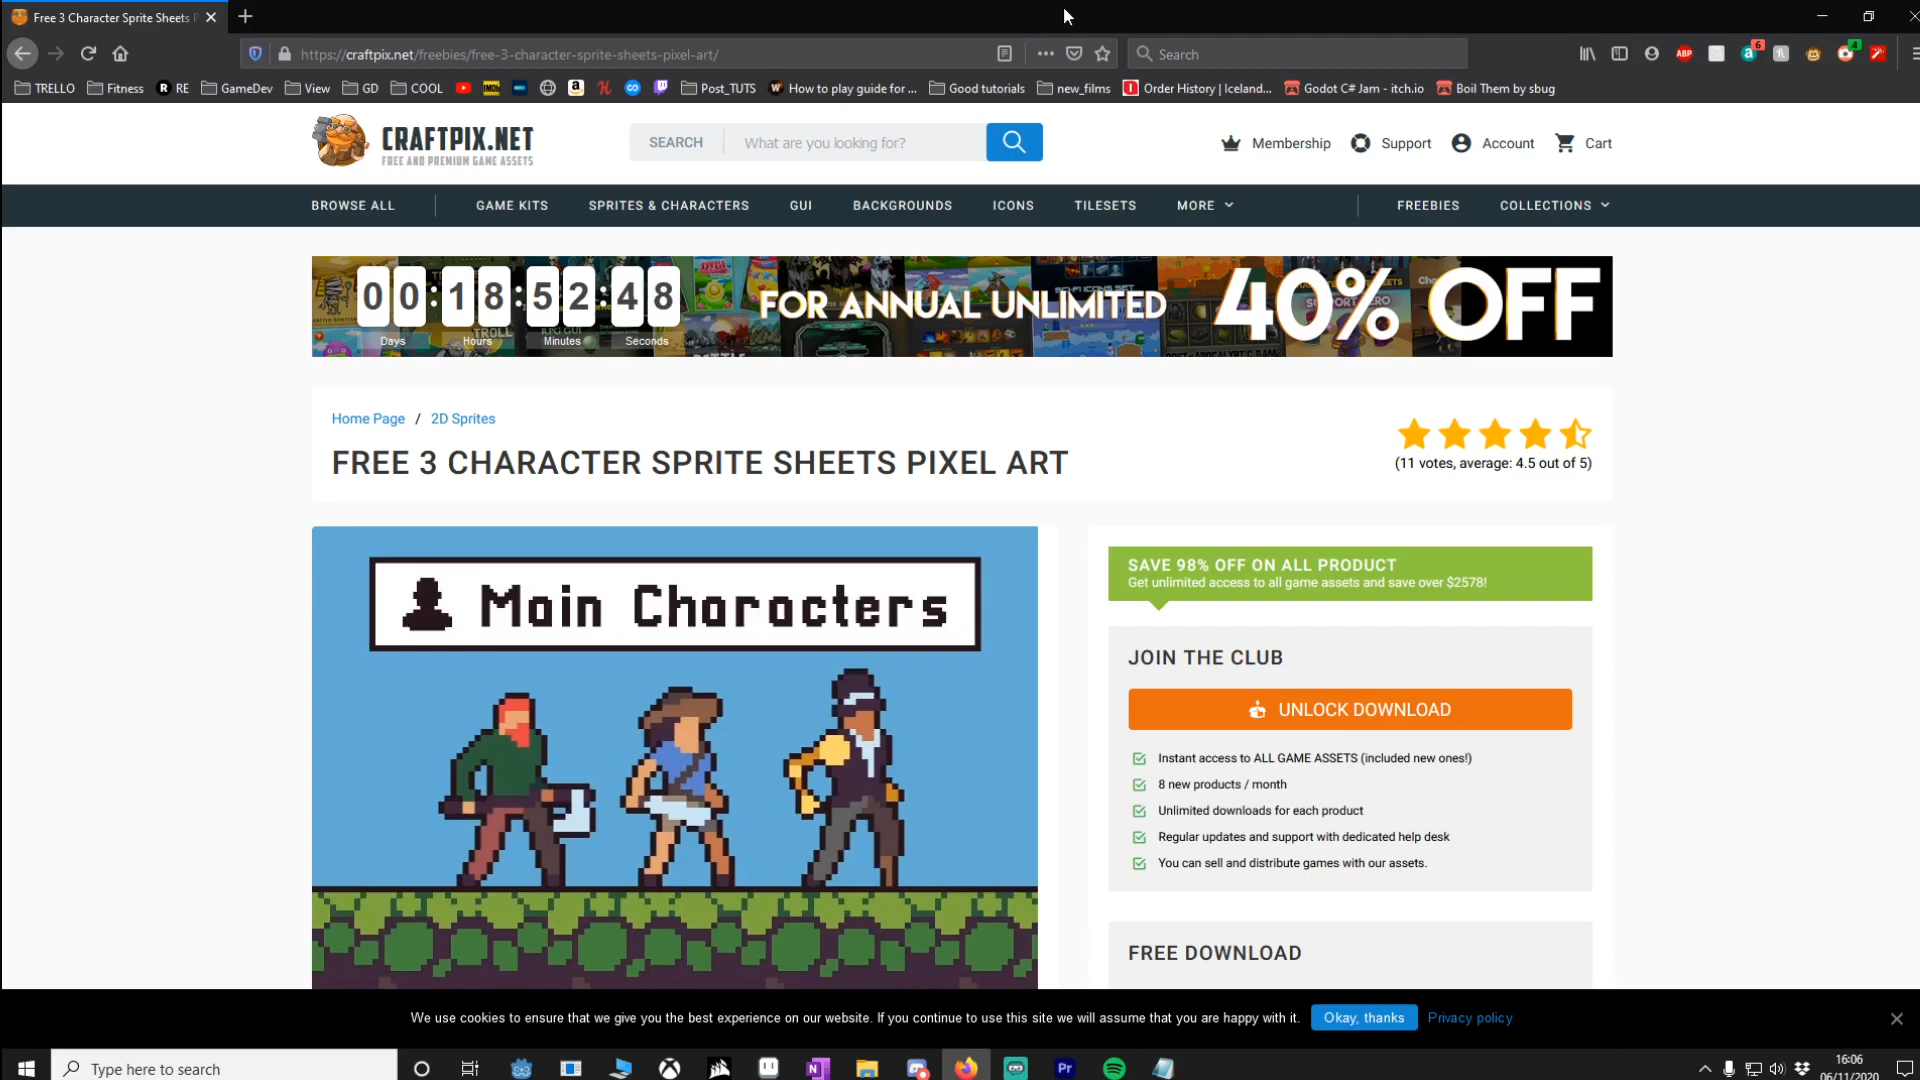 Free 3 Character Sprite Sheets P
https://craftpix.net/freebies/free-3-character-sprite-sheets-pixel-art/
Search
6
4
ABP
TRELLO
Fitness
R RE
GameDev
View
GD
COOL
IMDb
Post_TUTS
W How to play guide for ...
Good tutorials
new_films
Order History | Iceland...
Godot C# Jam - itch.io
Boil Them by sbug
CRAFTPIX.NET
FREE AND PREMIUM GAME ASSETS
SEARCH
What are you looking for?
Membership
Support
Account
Cart
BROWSE ALL
GAME KITS
SPRITES & CHARACTERS
GUI
BACKGROUNDS
ICONS
TILESETS
MORE
FREEBIES
COLLECTIONS
00:18:52:48
Days
Hours
Minutes
Seconds
FOR ANNUAL UNLIMITED
40% OFF
Home Page / 2D Sprites
FREE 3 CHARACTER SPRITE SHEETS PIXEL ART
(11 votes, average: 4.5 out of 5)
Main Characters
SAVE 98% OFF ON ALL PRODUCT
Get unlimited access to all game assets and save over $2578!
JOIN THE CLUB
UNLOCK DOWNLOAD
Instant access to ALL GAME ASSETS (included new ones!)
8 new products / month
Unlimited downloads for each product
Regular updates and support with dedicated help desk
You can sell and distribute games with our assets.
FREE DOWNLOAD
We use cookies to ensure that we give you the best experience on our website. If you continue to use this site we will assume that you are happy with it.
Okay, thanks
Privacy policy
Type here to search
N
Pr
16:06
06/11/2020